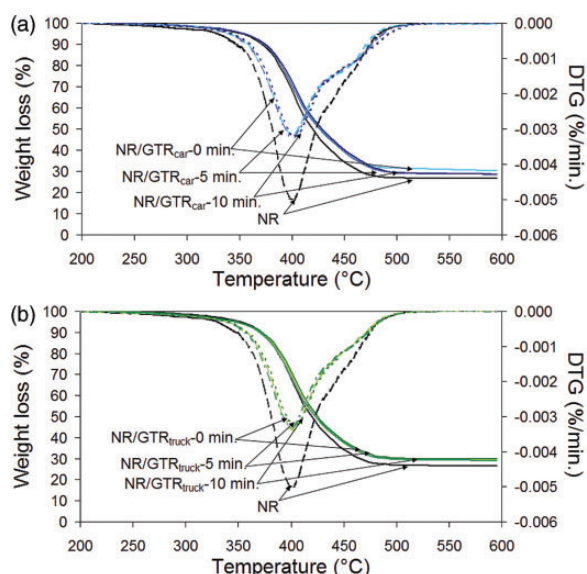 (a)
Weight loss (%)
100
90
80
70
60
50
40
30
20
10
0
0.000
-0.001
-0.002
-0.003
-0.004
-0.005
-0.006
DTG (%/min.)
NR/GTRcar-0 min.
NR/GTRcar-5 min.
NR/GTRcar-10 min.
NR
200 250 300 350 400 450 500 550 600
Temperature (°C)
(b)
Weight loss (%)
100
90
80
70
60
50
40
30
20
10
0
0.000
-0.001
-0.002
-0.003
-0.004
-0.005
-0.006
DTG (%/min.)
NR/GTRtruck-0 min.
NR/GTRtruck-5 min.
NR/GTRtruck-10 min.
NR
200 250 300 350 400 450 500 550 600
Temperature (°C)